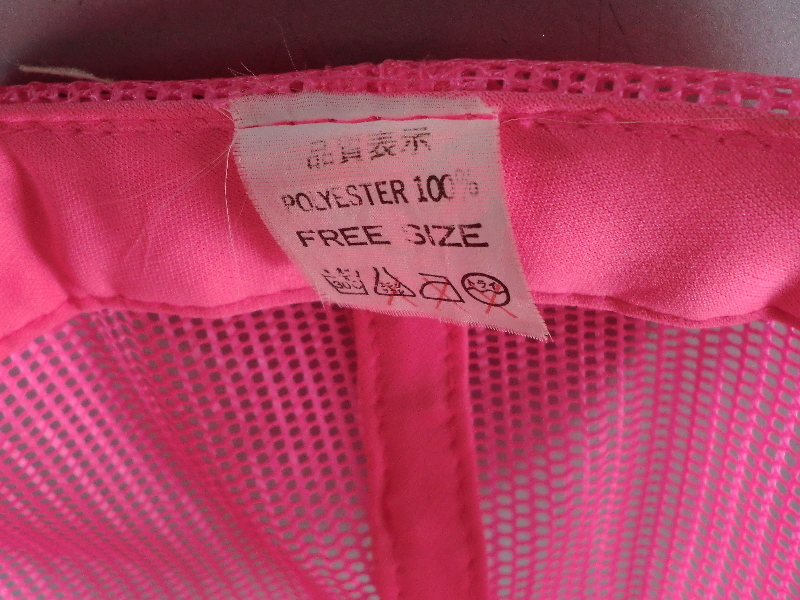 品質表示
POLYESTER 100%
FREE SIZE